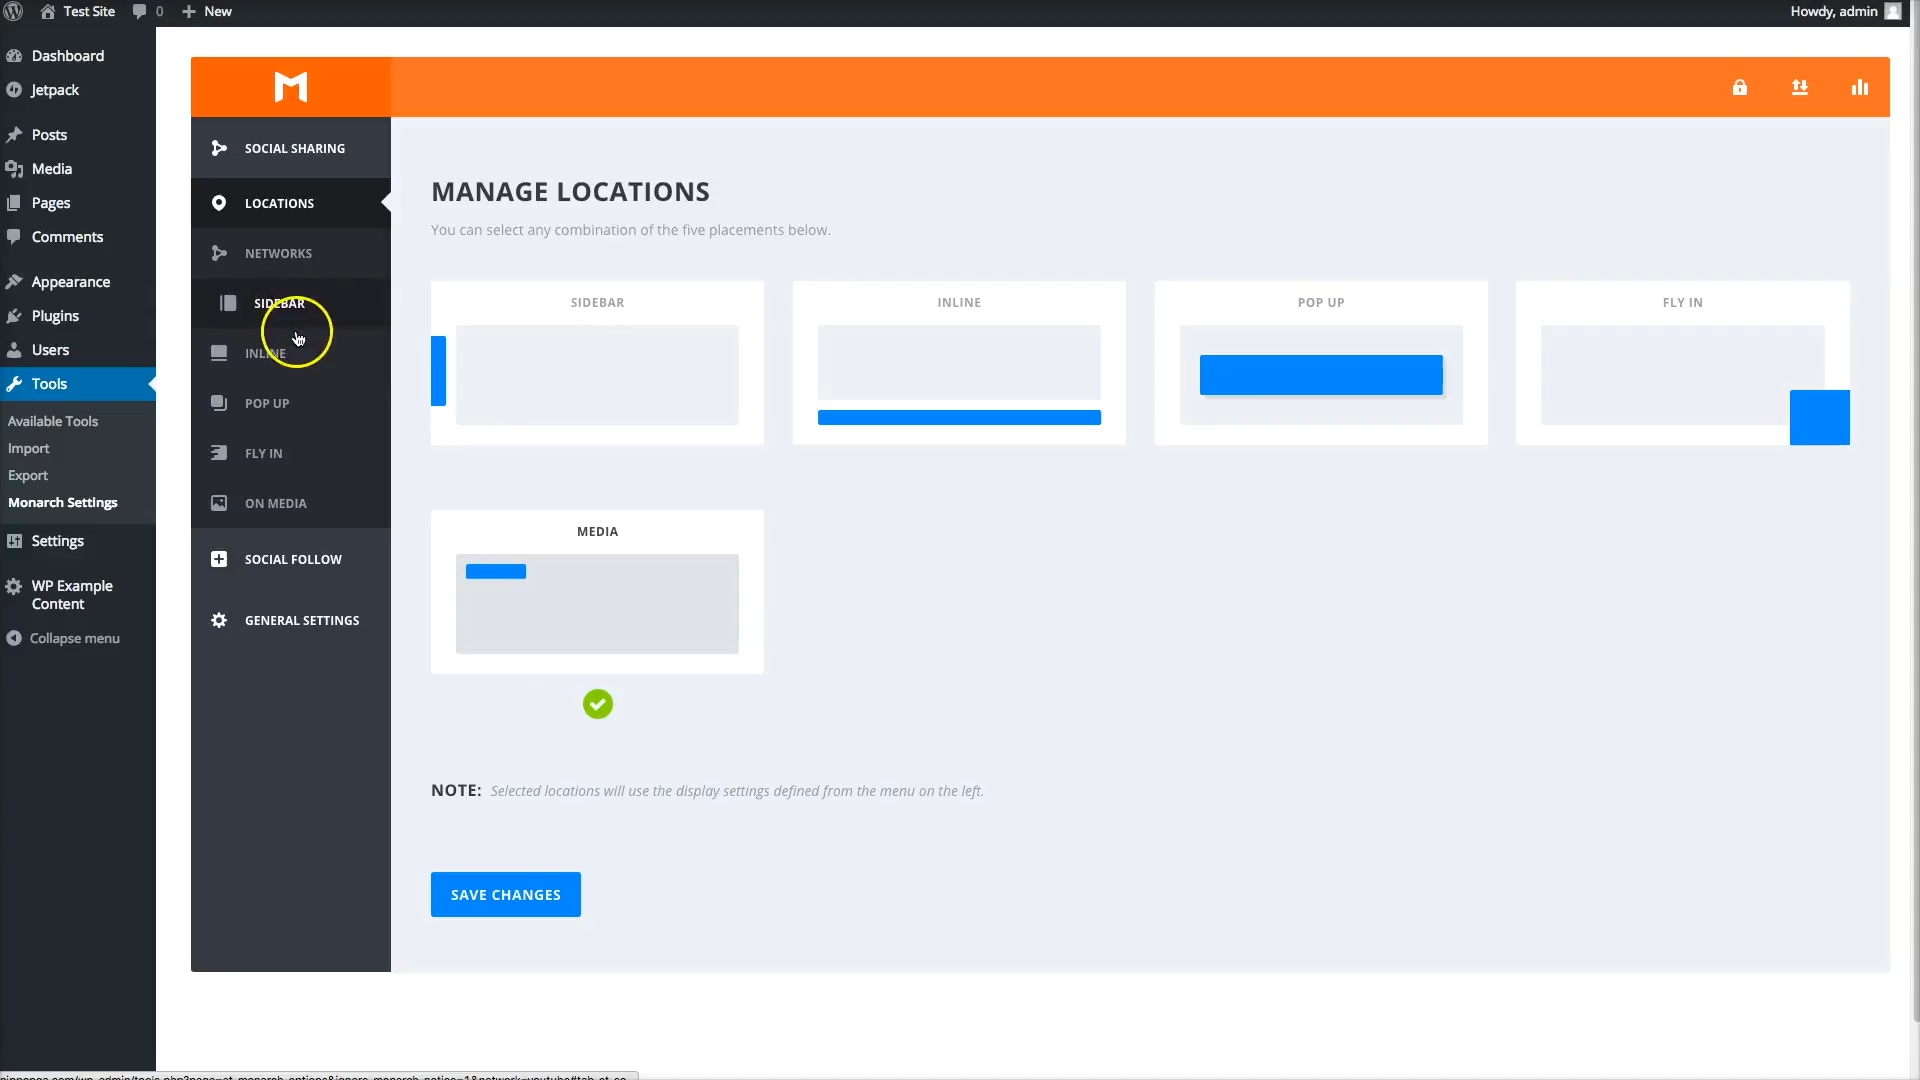 Test Site
0
New
Howdy, admin
Dashboard
Jetpack
Posts
Media
Pages
Comments
Appearance
Plugins
Users
Tools
Available Tools
Import
Export
Monarch Settings
Settings
WP Example
Content
Collapse menu
SOCIAL SHARING
LOCATIONS
NETWORKS
SIDEBAR
INLINE
POP UP
FLY IN
ON MEDIA
SOCIAL FOLLOW
GENERAL SETTINGS
MANAGE LOCATIONS
You can select any combination of the five placements below.
SIDEBAR
INLINE
POP UP
FLY IN
MEDIA
NOTE: Selected locations will use the display settings defined from the menu on the left.
SAVE CHANGES